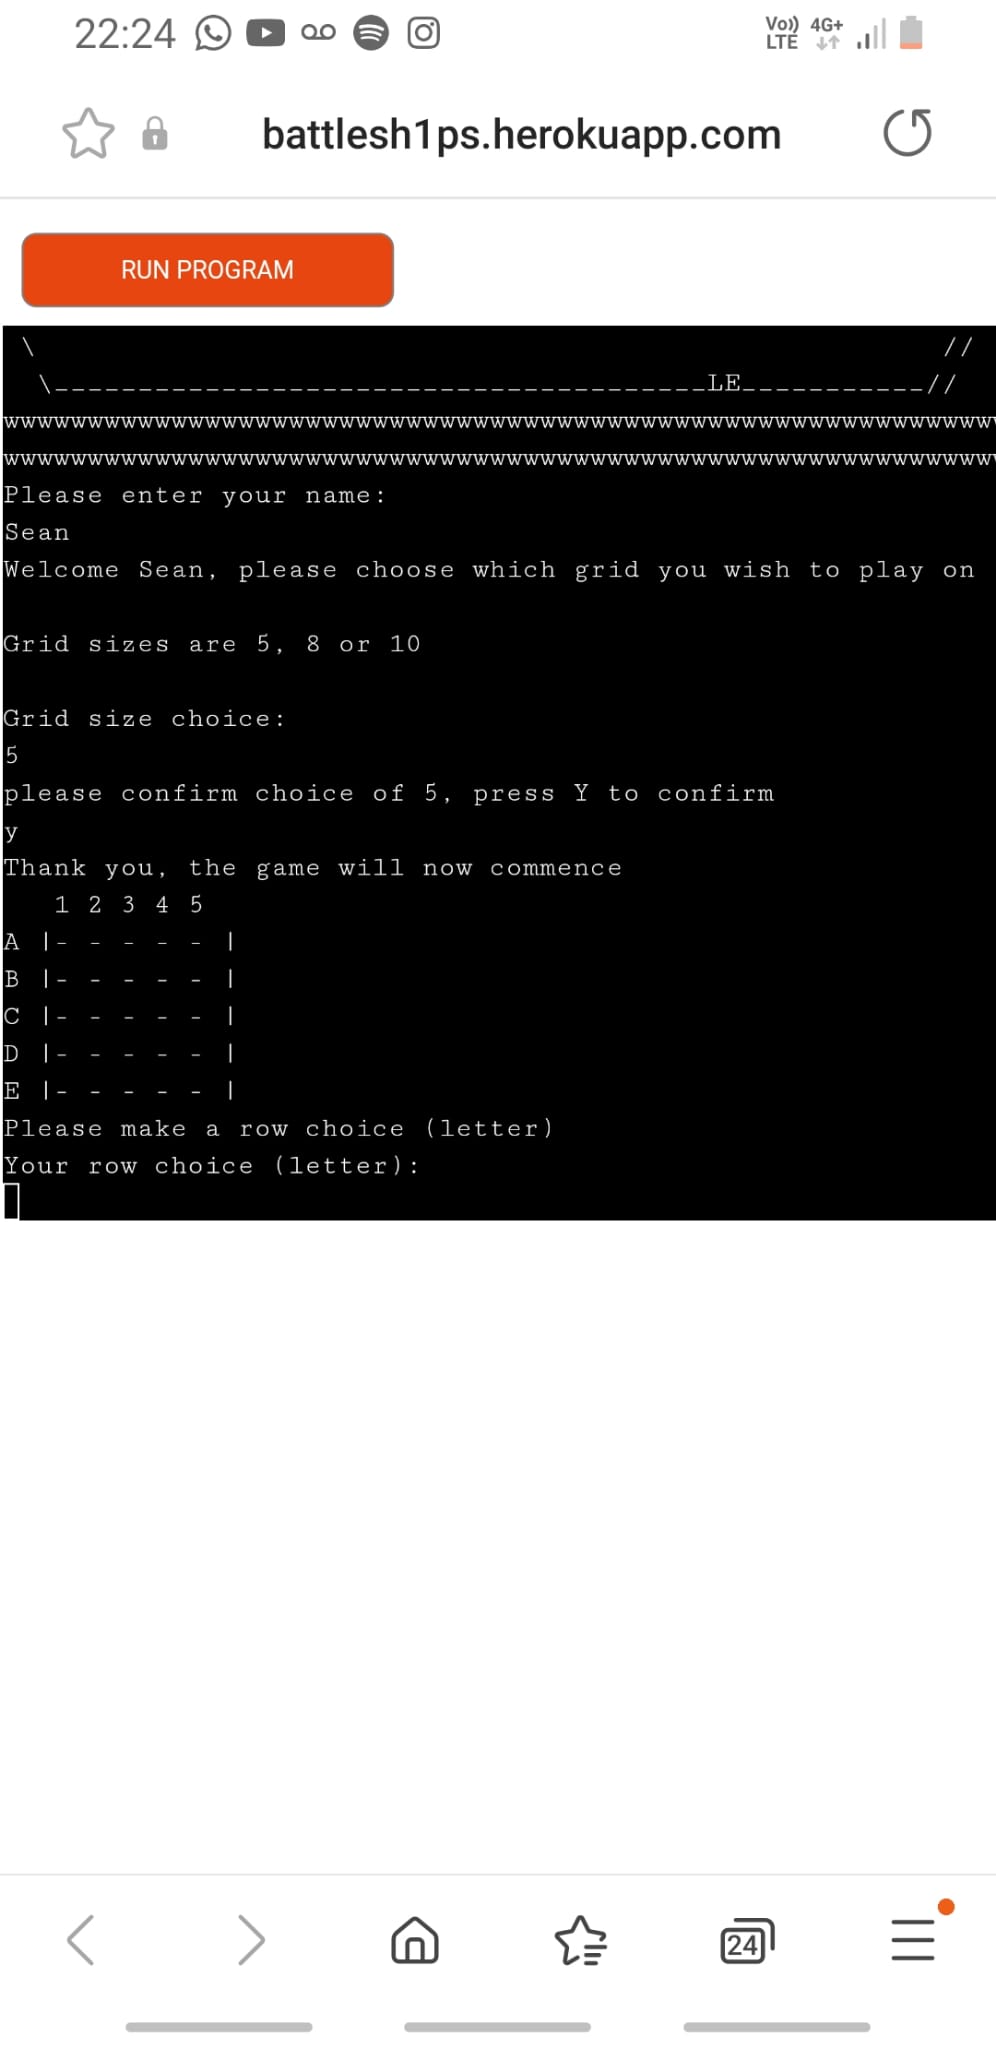 22:24 Vo)) 4G+
LTE
battlesh1ps.herokuapp.com
RUN PROGRAM
\ //
\_______________________________________LE___________//
wwwwwwwwwwwwwwwwwwwwwwwwwwwwwwwwwwwwwwwwwwwwwwwwwwwwwwwwwwww
wwwwwwwwwwwwwwwwwwwwwwwwwwwwwwwwwwwwwwwwwwwwwwwwwwwwwwwwwwww
Please enter your name:
Sean
Welcome Sean, please choose which grid you wish to play on
Grid sizes are 5, 8 or 10
Grid size choice:
5
please confirm choice of 5, press Y to confirm
y
Thank you, the game will now commence
1 2 3 4 5
A |- - - - - |
B |- - - - - |
C |- - - - - |
D |- - - - - |
E |- - - - - |
Please make a row choice (letter)
Your row choice (letter):
24